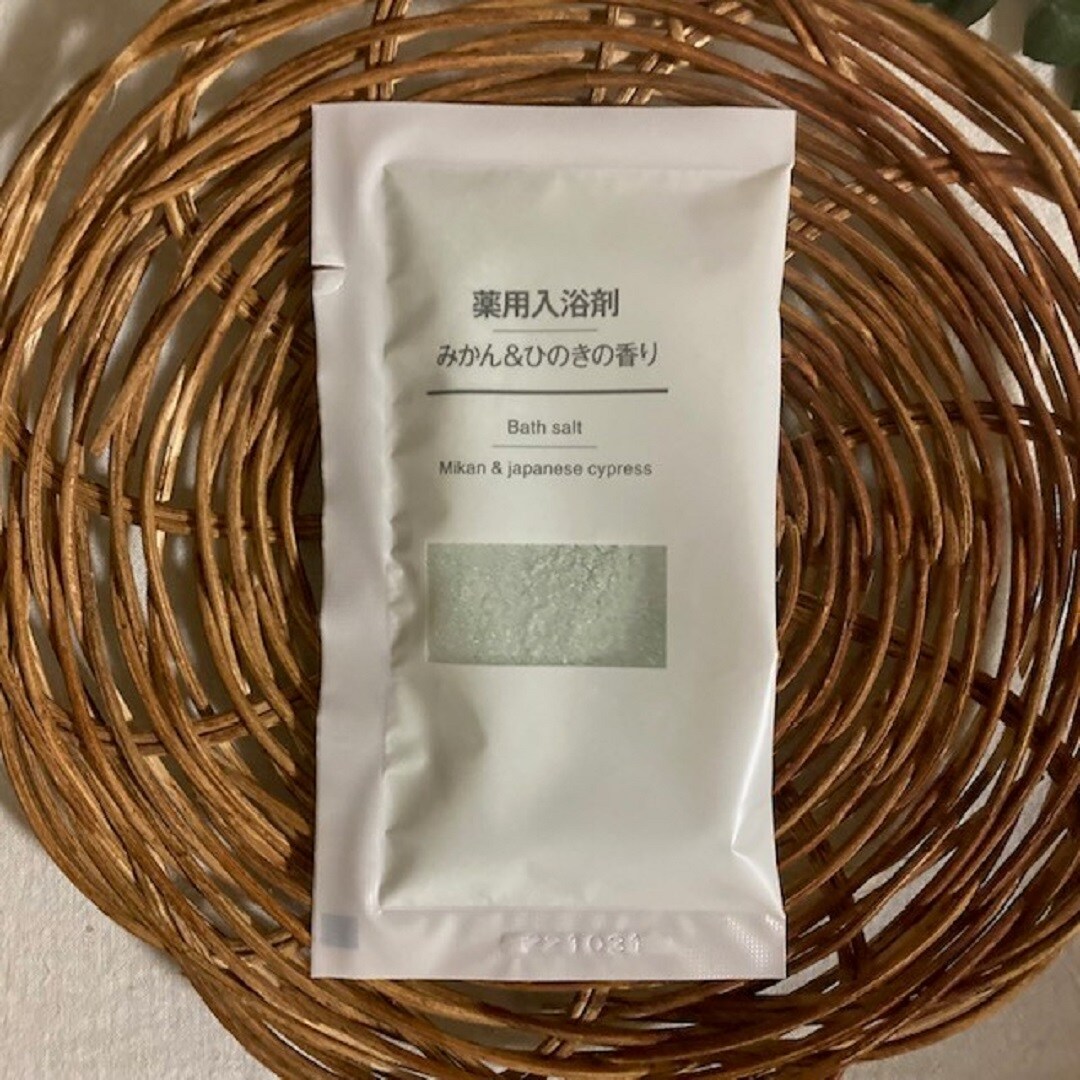 薬用入浴剤
みかん&ひのきの香り
Bath salt
Mikan & japanese cypress